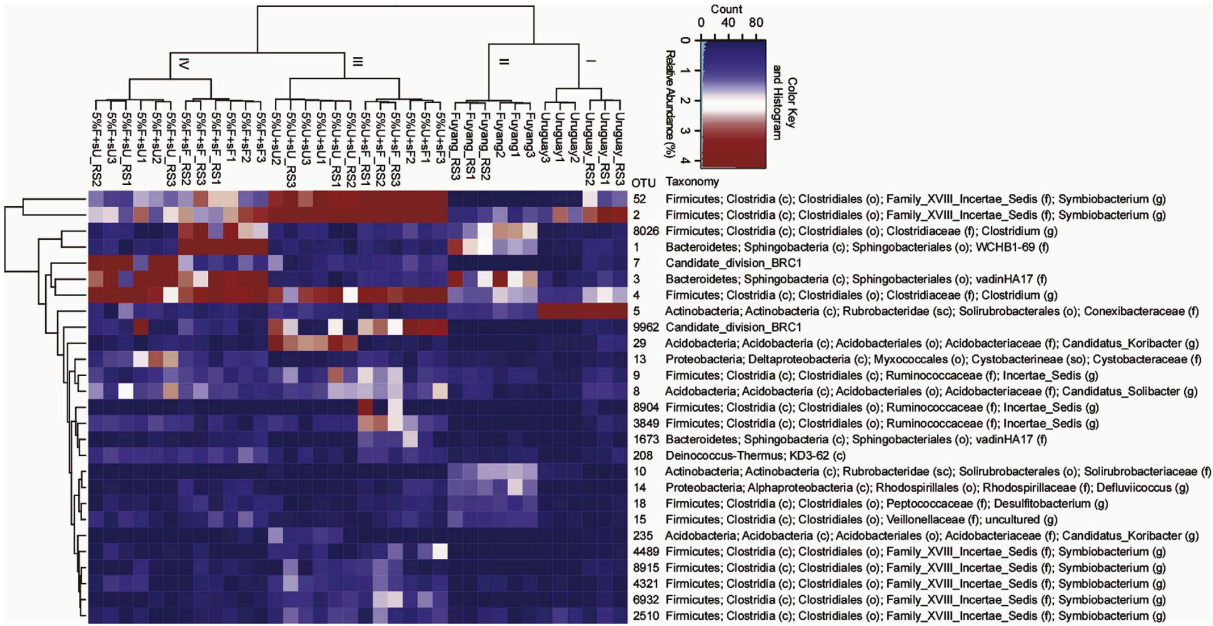 Count
0 40 80
0
1
2
3
4
Relative Abundance (%)
Color Key
and Histogram
IV
III
II
I
5%F+sU_RS2
5%F+sU3
5%F+sU_RS1
5%F+sU1
5%F+sU2
5%F+sU_RS3
5%F+sF_RS2
5%F+sF_RS3
5%F+sF_RS1
5%F+sF1
5%F+sF2
5%F+sF3
5%U+sU2
5%U+sU_RS3
5%U+sU3
5%U+sU1
5%U+sU_RS1
5%U+sU_RS2
5%U+sF_RS1
5%U+sF_RS2
5%U+sF_RS3
5%U+sF2
5%U+sF1
5%U+sF3
Fuyang_RS3
Fuyang_RS1
Fuyang_RS2
Fuyang2
Fuyang1
Fuyang3
Uruguay3
Uruguay1
Uruguay2
Uruguay_RS2
Uruguay_RS1
Uruguay_RS3
OTU Taxonomy
52 Firmicutes; Clostridia (c); Clostridiales (o); Family_XVIII_Incertae_Sedis (f); Symbiobacterium (g)
2 Firmicutes; Clostridia (c); Clostridiales (o); Family_XVIII_Incertae_Sedis (f); Symbiobacterium (g)
8026 Firmicutes; Clostridia (c); Clostridiales (o); Clostridiaceae (f); Clostridium (g)
1 Bacteroidetes; Sphingobacteria (c); Sphingobacteriales (o); WCHB1-69 (f)
7 Candidate_division_BRC1
3 Bacteroidetes; Sphingobacteria (c); Sphingobacteriales (o); vadinHA17 (f)
4 Firmicutes; Clostridia (c); Clostridiales (o); Clostridiaceae (f); Clostridium (g)
5 Actinobacteria; Actinobacteria (c); Rubrobacteridae (sc); Solirubrobacterales (o); Conexibacteraceae (f)
9962 Candidate_division_BRC1
29 Acidobacteria; Acidobacteria (c); Acidobacteriales (o); Acidobacteriaceae (f); Candidatus_Koribacter (g)
13 Proteobacteria; Deltaproteobacteria (c); Myxococcales (o); Cystobacterineae (so); Cystobacteraceae (f)
9 Firmicutes; Clostridia (c); Clostridiales (o); Ruminococcaceae (f); Incertae_Sedis (g)
8 Acidobacteria; Acidobacteria (c); Acidobacteriales (o); Acidobacteriaceae (f); Candidatus_Solibacter (g)
8904 Firmicutes; Clostridia (c); Clostridiales (o); Ruminococcaceae (f); Incertae_Sedis (g)
3849 Firmicutes; Clostridia (c); Clostridiales (o); Ruminococcaceae (f); Incertae_Sedis (g)
1673 Bacteroidetes; Sphingobacteria (c); Sphingobacteriales (o); vadinHA17 (f)
208 Deinococcus-Thermus; KD3-62 (c)
10 Actinobacteria; Actinobacteria (c); Rubrobacteridae (sc); Solirubrobacterales (o); Solirubrobacteriaceae (f)
14 Proteobacteria; Alphaproteobacteria (c); Rhodospirillales (o); Rhodospirillaceae (f); Defluviicoccus (g)
18 Firmicutes; Clostridia (c); Clostridiales (o); Peptococcaceae (f); Desulfitobacterium (g)
15 Firmicutes; Clostridia (c); Clostridiales (o); Veillonellaceae (f); uncultured (g)
235 Acidobacteria; Acidobacteria (c); Acidobacteriales (o); Acidobacteriaceae (f); Candidatus_Koribacter (g)
4489 Firmicutes; Clostridia (c); Clostridiales (o); Family_XVIII_Incertae_Sedis (f); Symbiobacterium (g)
8915 Firmicutes; Clostridia (c); Clostridiales (o); Family_XVIII_Incertae_Sedis (f); Symbiobacterium (g)
4321 Firmicutes; Clostridia (c); Clostridiales (o); Family_XVIII_Incertae_Sedis (f); Symbiobacterium (g)
6932 Firmicutes; Clostridia (c); Clostridiales (o); Family_XVIII_Incertae_Sedis (f); Symbiobacterium (g)
2510 Firmicutes; Clostridia (c); Clostridiales (o); Family_XVIII_Incertae_Sedis (f); Symbiobacterium (g)